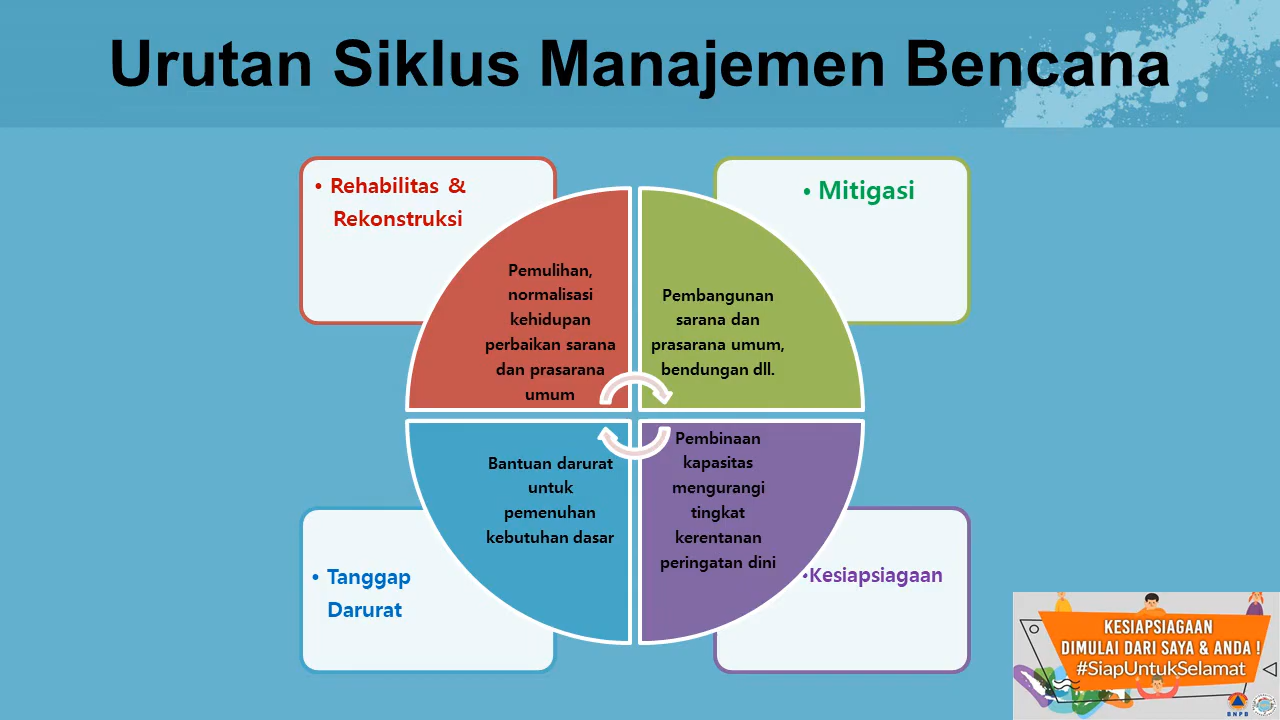 Urutan Siklus Manajemen Bencana
• Rehabilitas &
Rekonstruksi
Pemulihan,
normalisasi
kehidupan
perbaikan sarana
dan prasarana
umum
• Mitigasi
Pembangunan
sarana dan
prasarana umum,
bendungan dll.
Bantuan darurat
untuk
pemenuhan
kebutuhan dasar
• Tanggap
Darurat
Pembinaan
kapasitas
mengurangi
tingkat
kerentanan
peringatan dini
•Kesiapsiagaan
KESIAPSIAGAAN
DIMULAI DARI SAYA & ANDA !
#SiapUntukSelamat
BNPB